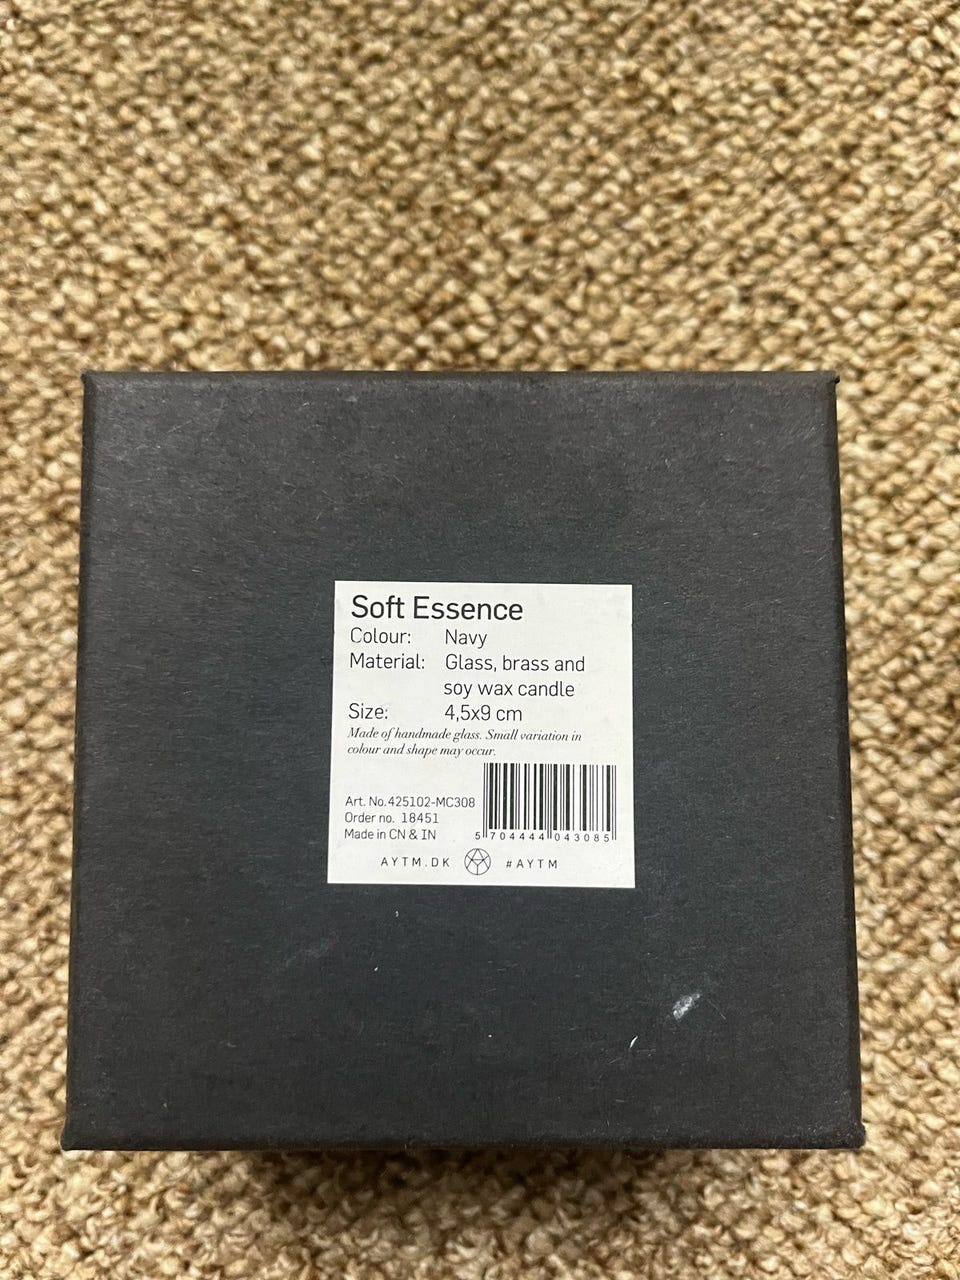 Soft Essence
Colour: Navy
Material: Glass, brass and
soy wax candle
Size: 4,5x9 cm
Made of handmade glass. Small variation in
colour and shape may occur.
Art. No.425102-MC308
Order no. 18451
Made in CN & IN
5 704444 043085
AYTM.DK #AYTM